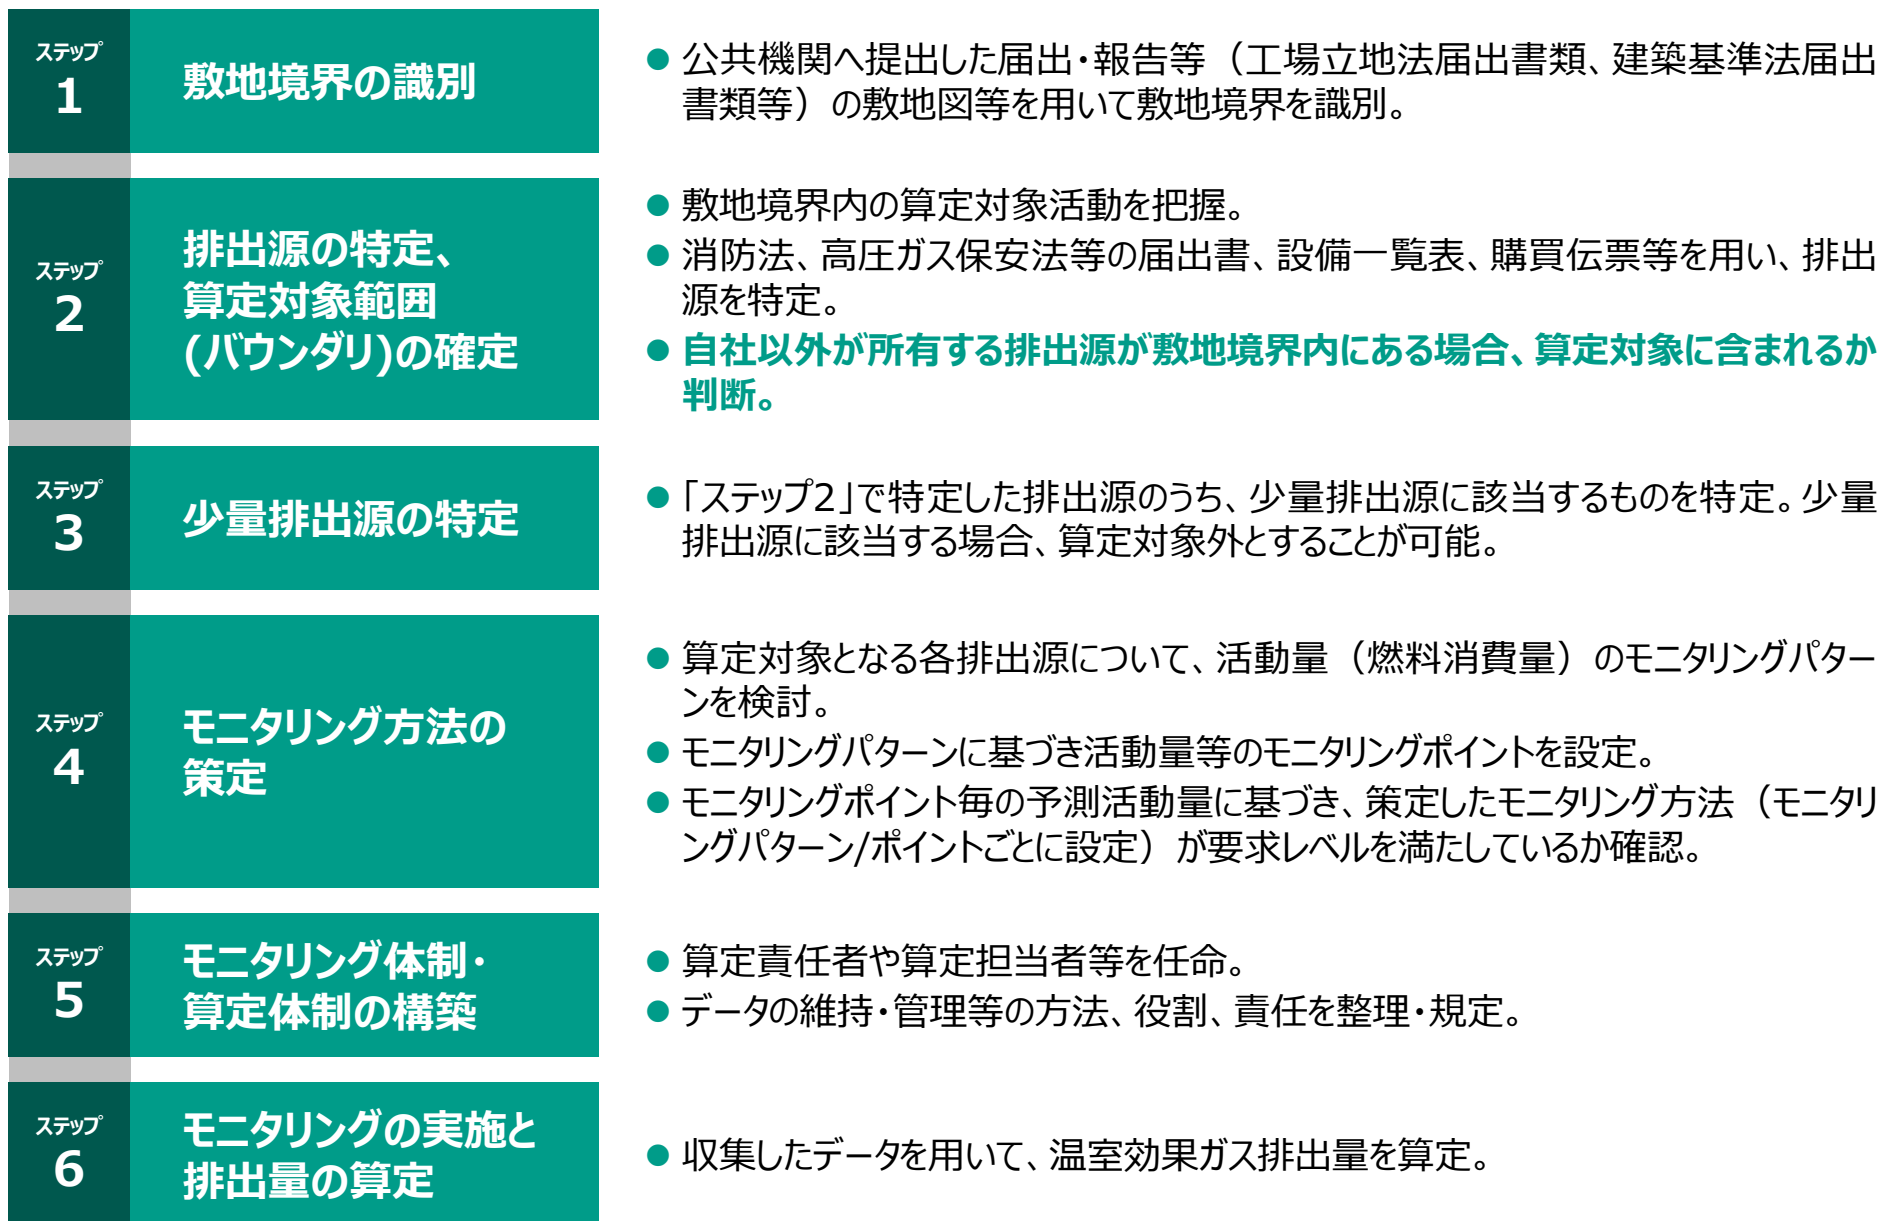 ステップ
1
敷地境界の識別
● 公共機関へ提出した届出・報告等（工場立地法届出書類、建築基準法届出
書類等）の敷地図等を用いて敷地境界を識別。
ステップ
2
排出源の特定、
算定対象範囲
(バウンダリ)の確定
● 敷地境界内の算定対象活動を把握。
● 消防法、高圧ガス保安法等の届出書、設備一覧表、購買伝票等を用い、排出
源を特定。
● 自社以外が所有する排出源が敷地境界内にある場合、算定対象に含まれるか
判断。
ステップ
3
少量排出源の特定
● 「ステップ2」で特定した排出源のうち、少量排出源に該当するものを特定。少量
排出源に該当する場合、算定対象外とすることが可能。
ステップ
4
モニタリング方法の
策定
● 算定対象となる各排出源について、活動量（燃料消費量）のモニタリングパター
ンを検討。
● モニタリングパターンに基づき活動量等のモニタリングポイントを設定。
● モニタリングポイント毎の予測活動量に基づき、策定したモニタリング方法（モニタリ
ングパターン/ポイントごとに設定）が要求レベルを満たしているか確認。
ステップ
5
モニタリング体制・
算定体制の構築
● 算定責任者や算定担当者等を任命。
● データの維持・管理等の方法、役割、責任を整理・規定。
ステップ
6
モニタリングの実施と
排出量の算定
● 収集したデータを用いて、温室効果ガス排出量を算定。